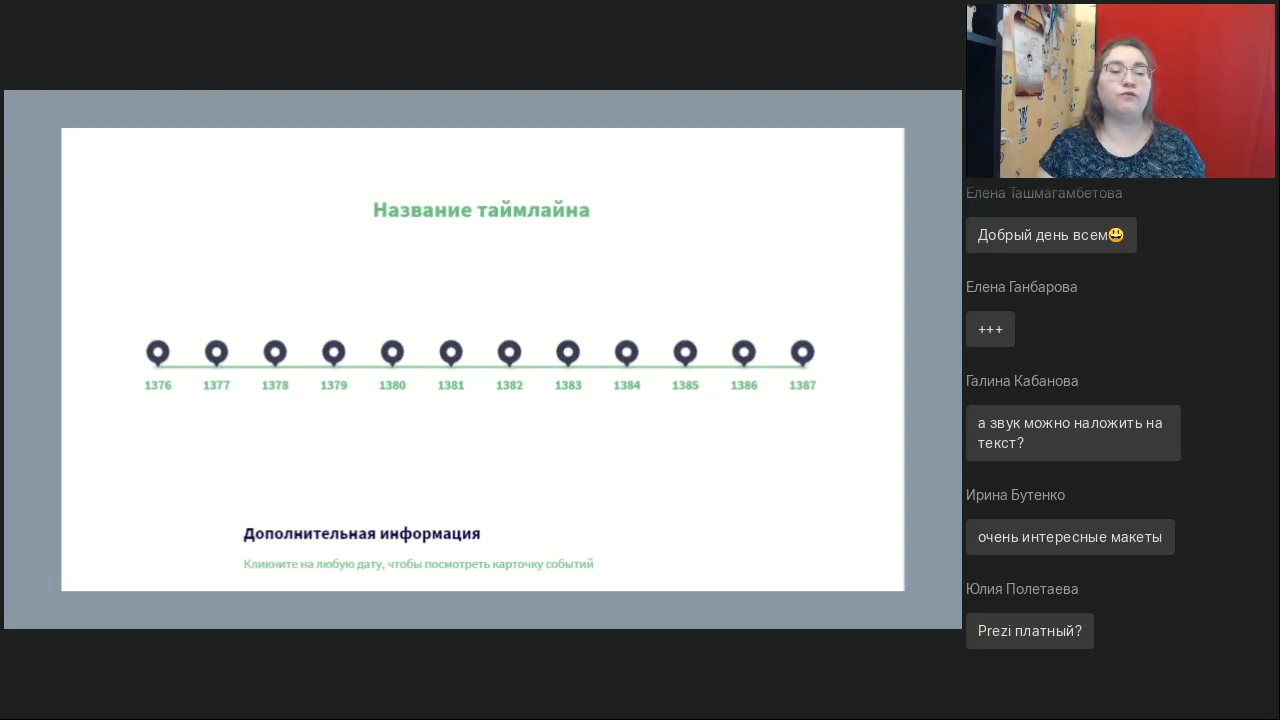 Название таймлайна
1376 1377 1378 1379 1380 1381 1382 1383 1384 1385 1386 1387
Дополнительная информация
Кликните на любую дату, чтобы посмотреть карточку событий
Елена Ташмагамбетова
Добрый день всем😃
Елена Ганбарова
+++
Галина Кабанова
а звук можно наложить на
текст?
Ирина Бутенко
очень интересные макеты
Юлия Полетаева
Prezi платный?